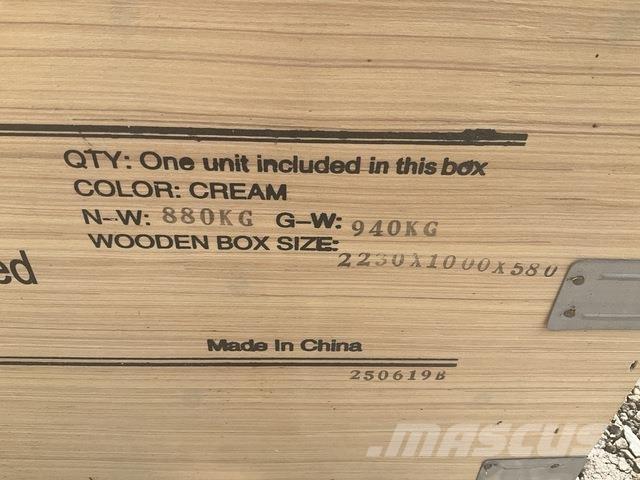 QTY: One unit included in this box
COLOR: CREAM
N-W: 880KG G-W: 940KG
WOODEN BOX SIZE: 2230X1000X580
ed
Made In China
250619B
MASCUS